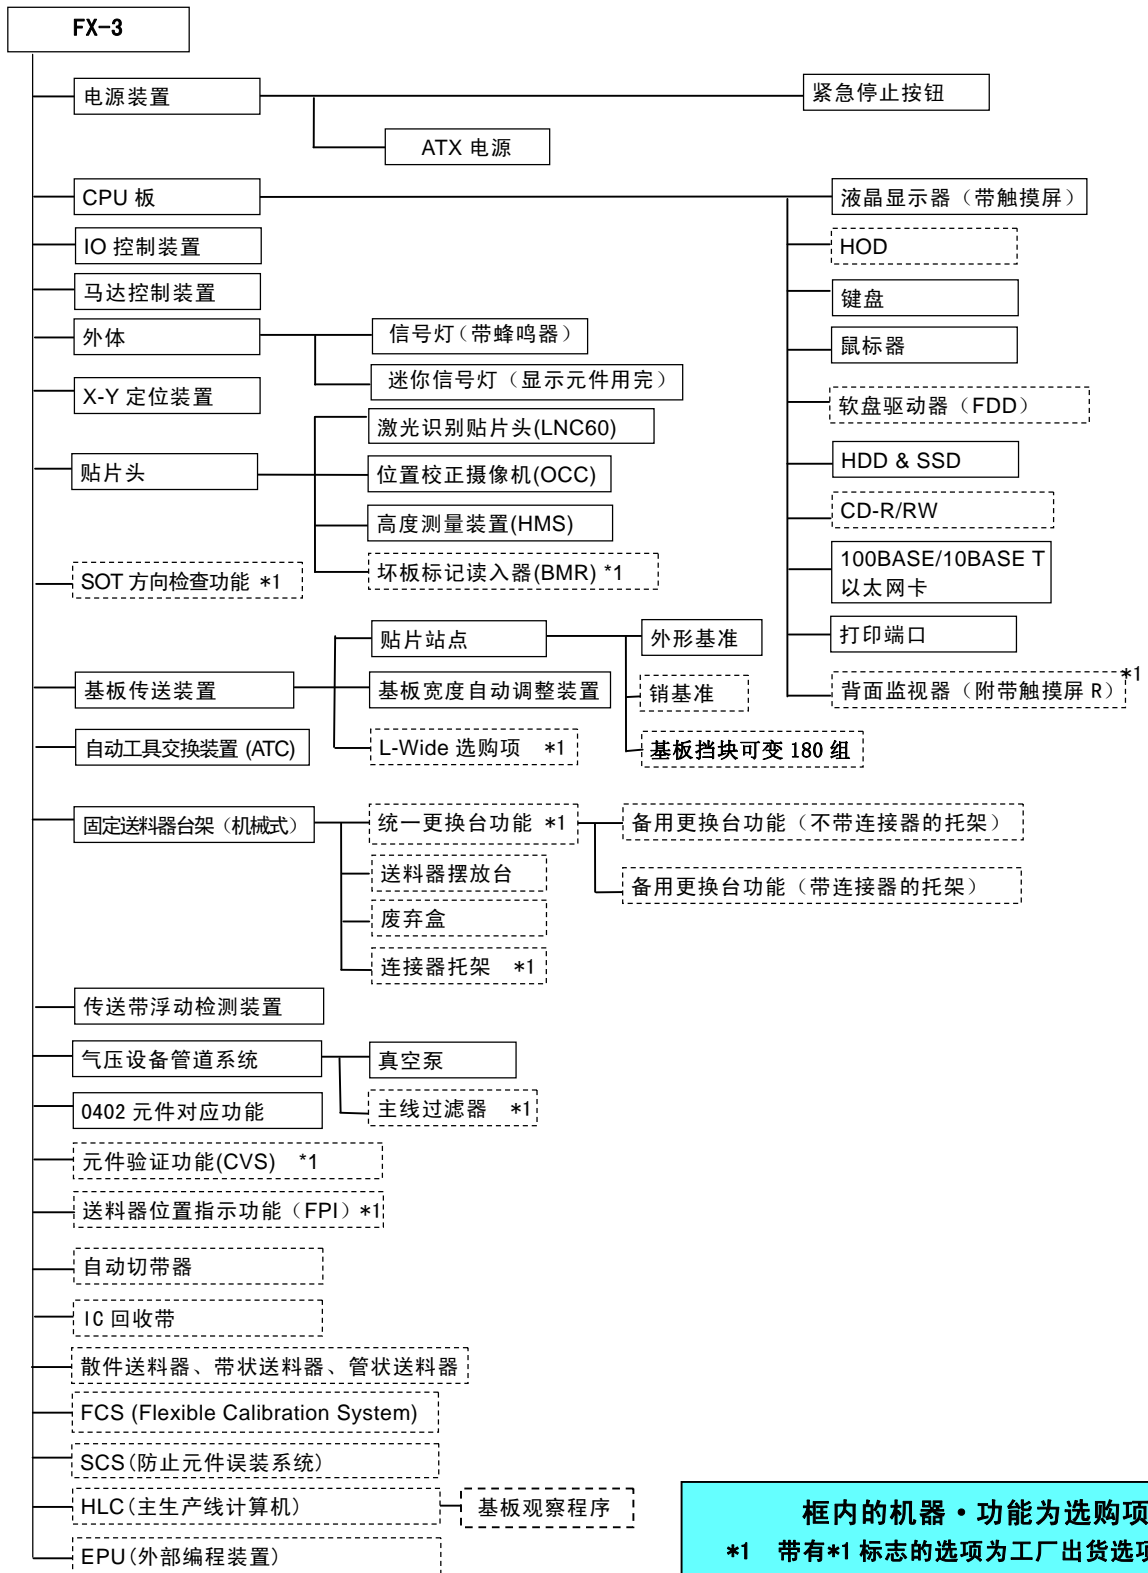 FX-3
电源装置
紧急停止按钮
ATX 电源
CPU 板
液晶显示器（带触摸屏）
IO 控制装置
HOD
马达控制装置
键盘
外体
信号灯（带蜂鸣器）
鼠标器
X-Y 定位装置
迷你信号灯（显示元件用完）
软盘驱动器（FDD）
激光识别贴片头(LNC60)
贴片头
位置校正摄像机(OCC)
HDD & SSD
高度测量装置(HMS)
CD-R/RW
SOT 方向检查功能 *1
坏板标记读入器(BMR) *1
100BASE/10BASE T
以太网卡
贴片站点
外形基准
打印端口
基板传送装置
基板宽度自动调整装置
销基准
背面监视器（附带触摸屏 R）*1
自动工具交换装置 (ATC)
L-Wide 选购项 *1
基板挡块可变 180 组
固定送料器台架（机械式）
统一更换台功能 *1
备用更换台功能（不带连接器的托架）
送料器摆放台
备用更换台功能（带连接器的托架）
废弃盒
连接器托架 *1
传送带浮动检测装置
气压设备管道系统
真空泵
0402 元件对应功能
主线过滤器 *1
元件验证功能(CVS) *1
送料器位置指示功能（FPI）*1
自动切带器
IC 回收带
散件送料器、带状送料器、管状送料器
FCS (Flexible Calibration System)
SCS(防止元件误装系统)
HLC(主生产线计算机)
基板观察程序
EPU(外部编程装置)
框内的机器・功能为选购项
*1 带有*1 标志的选项为工厂出货选项